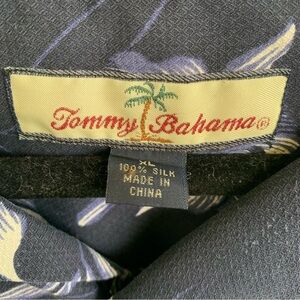 Tommy Bahama®
XL
100% SILK
MADE IN
CHINA